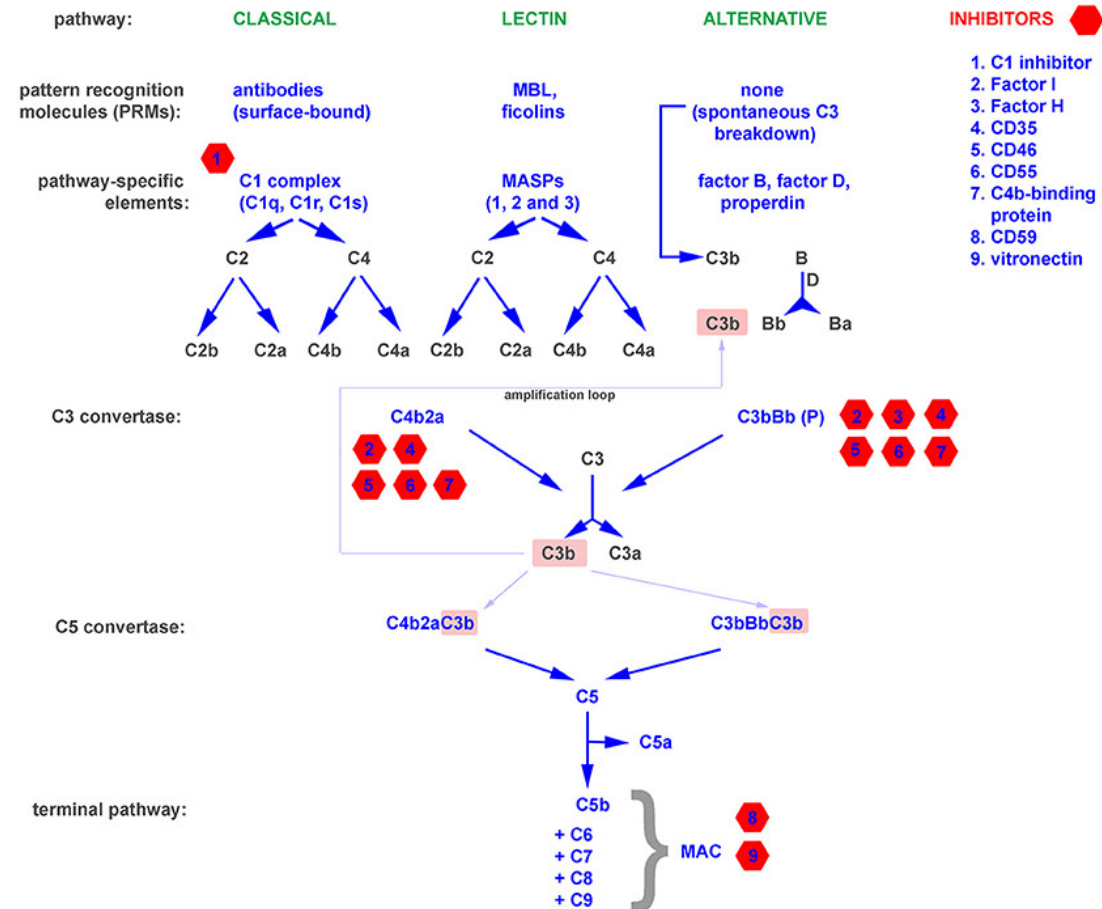 pathway:
CLASSICAL
LECTIN
ALTERNATIVE
INHIBITORS
1. C1 inhibitor
2. Factor I
3. Factor H
4. CD35
5. CD46
6. CD55
7. C4b-binding
protein
8. CD59
9. vitronectin
pattern recognition
molecules (PRMs):
antibodies
(surface-bound)
MBL,
ficolins
none
(spontaneous C3
breakdown)
1
pathway-specific
elements:
C1 complex
(C1q, C1r, C1s)
MASPs
(1, 2 and 3)
factor B, factor D,
properdin
C2
C4
C2
C4
C3b
B
D
C2b
C2a
C4b
C4a
C2b
C2a
C4b
C4a
C3b
Bb
Ba
amplification loop
C3 convertase:
C4b2a
C3bBb (P)
2
3
4
5
6
7
2
4
5
6
7
C3
C3b
C3a
C5 convertase:
C4b2aC3b
C3bBbC3b
C5
C5a
terminal pathway:
C5b
+ C6
+ C7
+ C8
+ C9
MAC
8
9